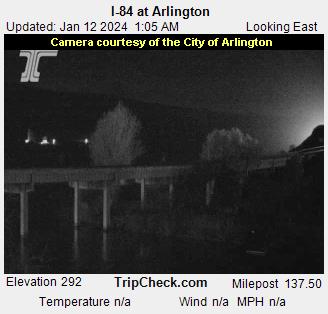 I-84 at Arlington
Updated: Jan 12 2024 1:05 AM Looking East
Camera courtesy of the City of Arlington
Elevation 292 TripCheck.com Milepost 137.50
Temperature n/a Wind n/a MPH n/a